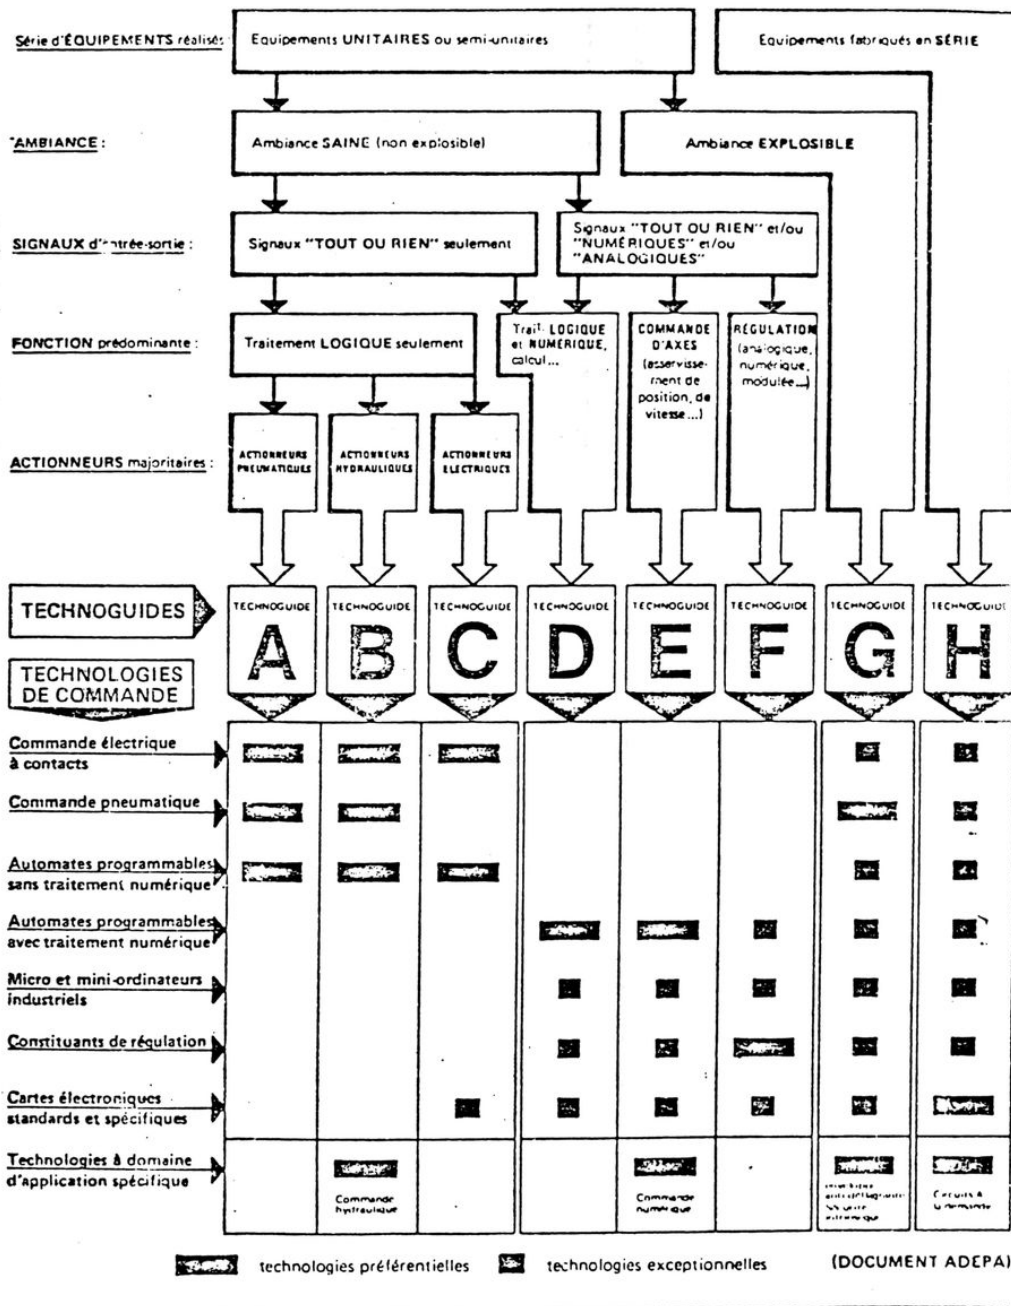 Série d'ÉQUIPEMENTS réalisés
Equipements UNITAIRES ou semi-unitaires
Equipements fabriqués en SÉRIE
AMBIANCE :
Ambiance SAINE (non explosible)
Ambiance EXPLOSIBLE
SIGNAUX d'entrée-sortie :
Signaux "TOUT OU RIEN" seulement
Signaux "TOUT OU RIEN" et/ou
"NUMÉRIQUES" et/ou
"ANALOGIQUES"
FONCTION prédominante :
Traitement LOGIQUE seulement
Trait. LOGIQUE
et NUMÉRIQUE,
calcul...
COMMANDE
D'AXES
(asservisse-
ment de
position, de
vitesse...)
RÉGULATION
(analogique,
numérique,
modulée...)
ACTIONNEURS majoritaires :
ACTIONNEURS
PNEUMATIQUES
ACTIONNEURS
HYDRAULIQUES
ACTIONNEURS
ELECTRIQUES
TECHNOGUIDES
TECHNOGUIDE
A
TECHNOGUIDE
B
TECHNOGUIDE
C
TECHNOGUIDE
D
TECHNOGUIDE
E
TECHNOGUIDE
F
TECHNOGUIDE
G
TECHNOGUIDE
H
TECHNOLOGIES
DE COMMANDE
Commande électrique
à contacts
Commande pneumatique
Automates programmables
sans traitement numérique
Automates programmables
avec traitement numérique
Micro et mini-ordinateurs
industriels
Constituants de régulation
Cartes électroniques
standards et spécifiques
Technologies à domaine
d'application spécifique
Commande
hydraulique
Commande
numérique
Circuits à
la demande
technologies préférentielles
technologies exceptionnelles
(DOCUMENT ADEPA)